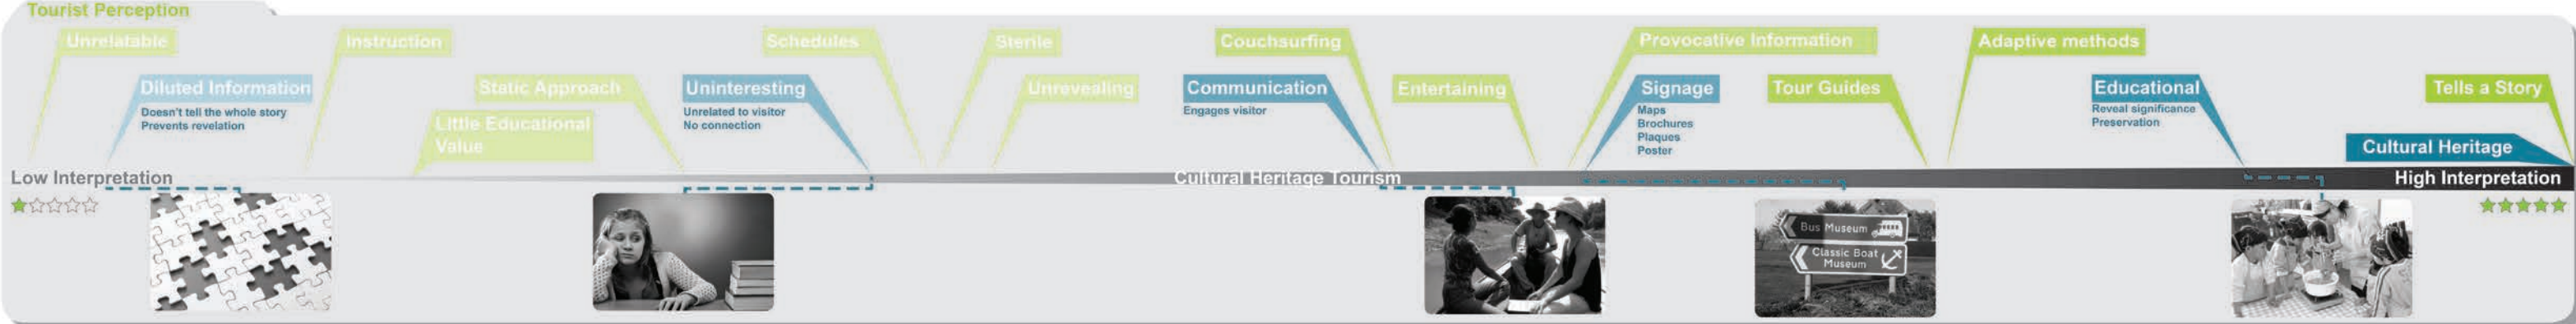 Tourist Perception
Unrelatable
Instruction
Schedules
Sterile
Couchsurfing
Provocative Information
Adaptive methods
Diluted Information
Doesn't tell the whole story
Prevents revelation
Static Approach
Uninteresting
Unrelated to visitor
No connection
Unrevealing
Communication
Engages visitor
Entertaining
Signage
Maps
Brochures
Plaques
Poster
Tour Guides
Educational
Reveal significance
Preservation
Tells a Story
Little Educational
Value
Cultural Heritage
Low Interpretation
Cultural Heritage Tourism
High Interpretation
Bus Museum
Classic Boat
Museum